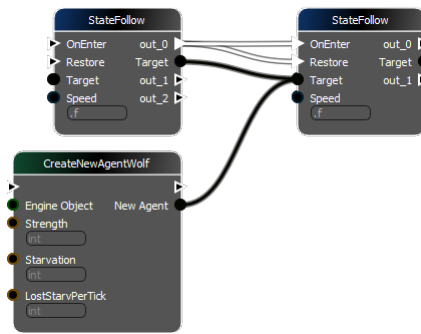 StateFollow
OnEnter out_0
Restore Target
Target out_1
Speed out_2
.f
StateFollow
OnEnter out_0
Restore Target
Target out_1
Speed
.f
CreateNewAgentWolf
Engine Object New Agent
Strength
int
Starvation
int
LostStarvPerTick
int